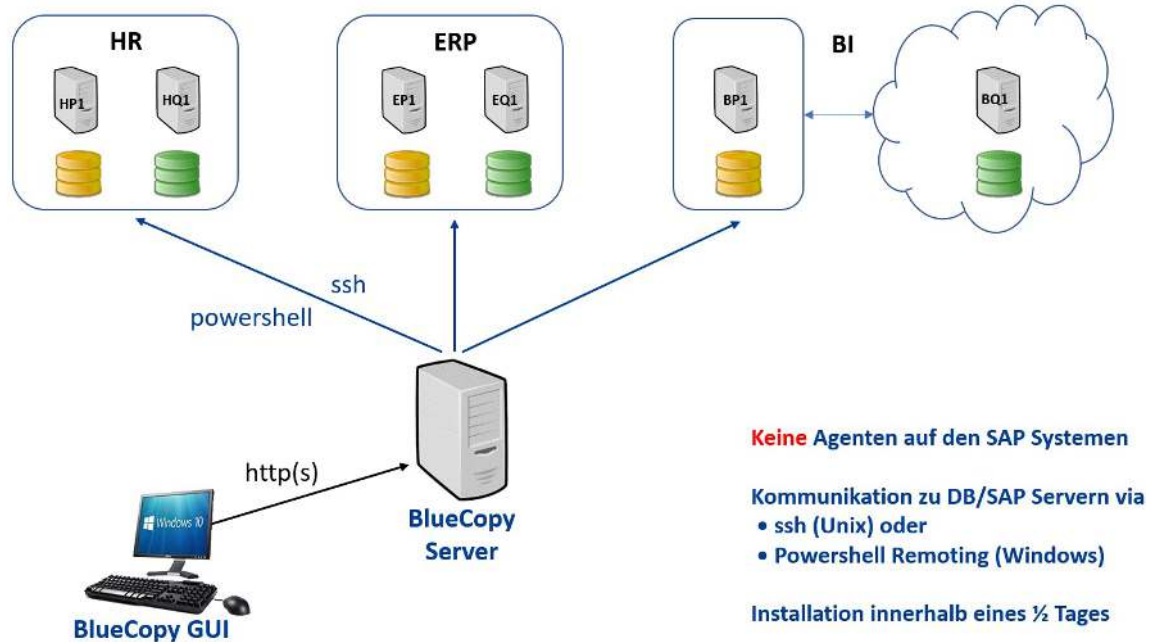 HR
ERP
BI
HP1
HQ1
EP1
EQ1
BP1
BQ1
ssh
powershell
http(s)
Windows 10
BlueCopy
Server
BlueCopy GUI
Keine Agenten auf den SAP Systemen
Kommunikation zu DB/SAP Servern via
• ssh (Unix) oder
• Powershell Remoting (Windows)
Installation innerhalb eines ½ Tages